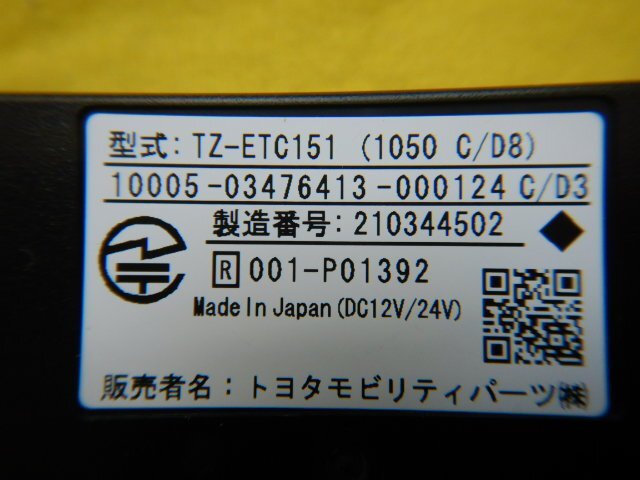 型式: TZ-ETC151 (1050 C/D8)
10005-03476413-000124 C/D3
製造番号: 210344502
R 001-P01392
Made In Japan (DC12V/24V)
販売者名: トヨタモビリティパーツ㈱